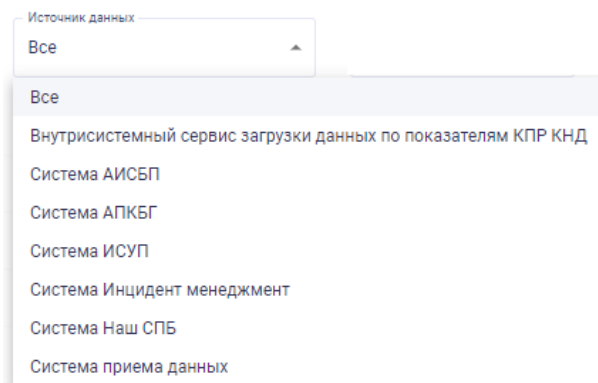 Источник данных
Все
Все
Внутрисистемный сервис загрузки данных по показателям КПР КНД
Система АИСБП
Система АПКБГ
Система ИСУП
Система Инцидент менеджмент
Система Наш СПБ
Система приема данных